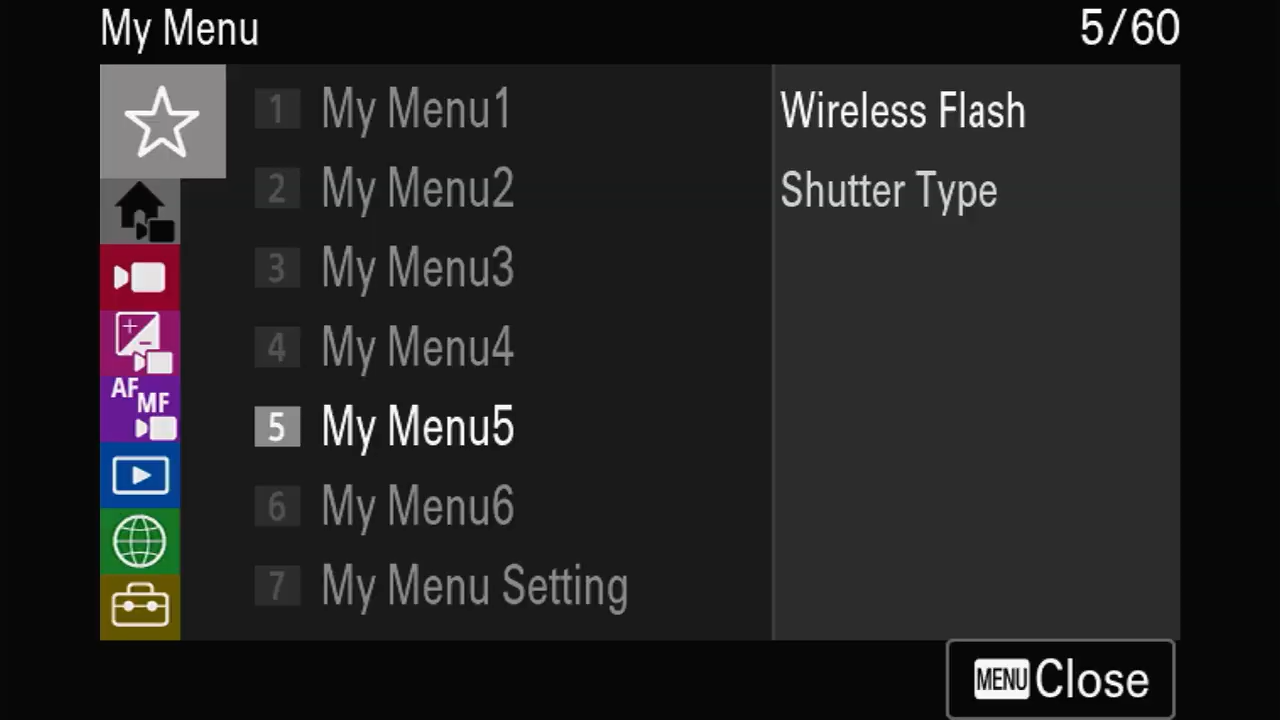 My Menu
5/60
1 My Menu1
2 My Menu2
3 My Menu3
4 My Menu4
5 My Menu5
6 My Menu6
7 My Menu Setting
Wireless Flash
Shutter Type
AF
MF
MENU Close